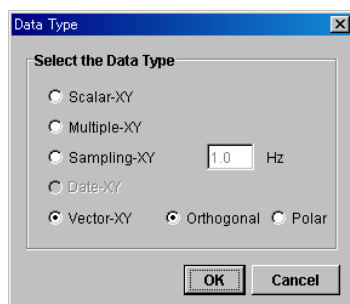 Data Type
Select the Data Type
Scalar-XY
Multiple-XY
Sampling-XY 1.0 Hz
Date-XY
Vector-XY Orthogonal Polar
OK Cancel